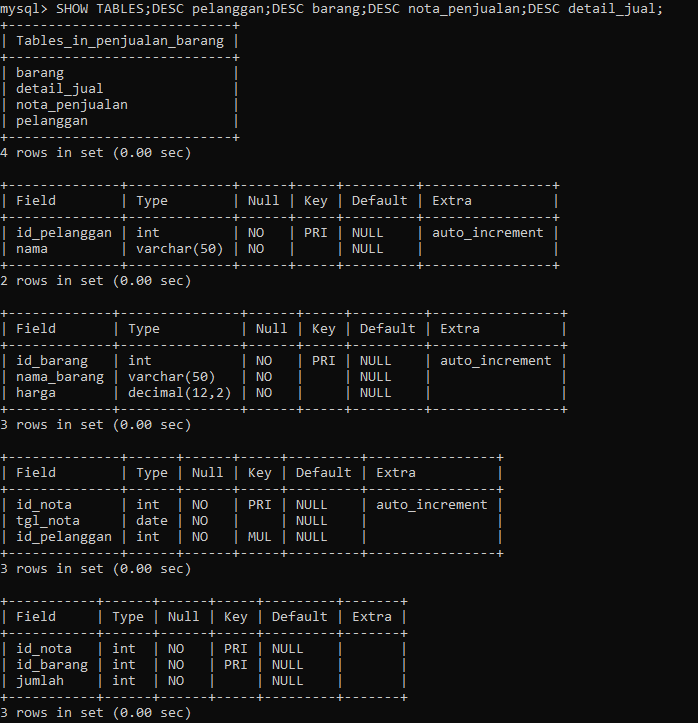 mysql> SHOW TABLES;DESC pelanggan;DESC barang;DESC nota_penjualan;DESC detail_jual;
+----------------------------+
| Tables_in_penjualan_barang |
+----------------------------+
| barang                     |
| detail_jual                |
| nota_penjualan             |
| pelanggan                  |
+----------------------------+
4 rows in set (0.00 sec)

+--------------+-------------+------+-----+---------+----------------+
| Field        | Type        | Null | Key | Default | Extra          |
+--------------+-------------+------+-----+---------+----------------+
| id_pelanggan | int         | NO   | PRI | NULL    | auto_increment |
| nama         | varchar(50) | NO   |     | NULL    |                |
+--------------+-------------+------+-----+---------+----------------+
2 rows in set (0.00 sec)

+-------------+---------------+------+-----+---------+----------------+
| Field       | Type          | Null | Key | Default | Extra          |
+-------------+---------------+------+-----+---------+----------------+
| id_barang   | int           | NO   | PRI | NULL    | auto_increment |
| nama_barang | varchar(50)   | NO   |     | NULL    |                |
| harga       | decimal(12,2) | NO   |     | NULL    |                |
+-------------+---------------+------+-----+---------+----------------+
3 rows in set (0.00 sec)

+--------------+------+------+-----+---------+----------------+
| Field        | Type | Null | Key | Default | Extra          |
+--------------+------+------+-----+---------+----------------+
| id_nota      | int  | NO   | PRI | NULL    | auto_increment |
| tgl_nota     | date | NO   |     | NULL    |                |
| id_pelanggan | int  | NO   | MUL | NULL    |                |
+--------------+------+------+-----+---------+----------------+
3 rows in set (0.00 sec)

+-----------+------+------+-----+---------+-------+
| Field     | Type | Null | Key | Default | Extra |
+-----------+------+------+-----+---------+-------+
| id_nota   | int  | NO   | PRI | NULL    |       |
| id_barang | int  | NO   | PRI | NULL    |       |
| jumlah    | int  | NO   |     | NULL    |       |
+-----------+------+------+-----+---------+-------+
3 rows in set (0.00 sec)